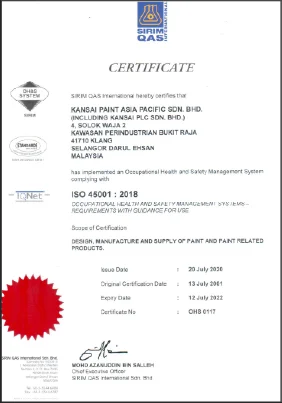 SIRIM
QAS
INTERNATIONAL
CERTIFICATE
OH&S
SYSTEM
SIRIM QAS International hereby certifies that
KANSAI PAINT ASIA PACIFIC SDN. BHD.
(INCLUDING KANSAI PLC SDN. BHD.)
4, SOLOK WAJA 2
KAWASAN PERINDUSTRIAN BUKIT RAJA
41710 KLANG
SELANGOR DARUL EHSAN
MALAYSIA
STANDARDS
has implemented an Occupational Health and Safety Management System
complying with
IQNet
ISO 45001 : 2018
OCCUPATIONAL HEALTH AND SAFETY MANAGEMENT SYSTEMS –
REQUIREMENTS WITH GUIDANCE FOR USE
Scope of Certification
DESIGN, MANUFACTURE AND SUPPLY OF PAINT AND PAINT RELATED
PRODUCTS.
Issue Date : 20 July 2020
Original Certification Date : 13 July 2001
Expiry Date : 12 July 2022
Certificate No : OHS 0117
SIRIM QAS International Sdn. Bhd.
MOHD AZANUDDIN BIN SALLEH
Chief Executive Officer
SIRIM QAS International Sdn. Bhd.